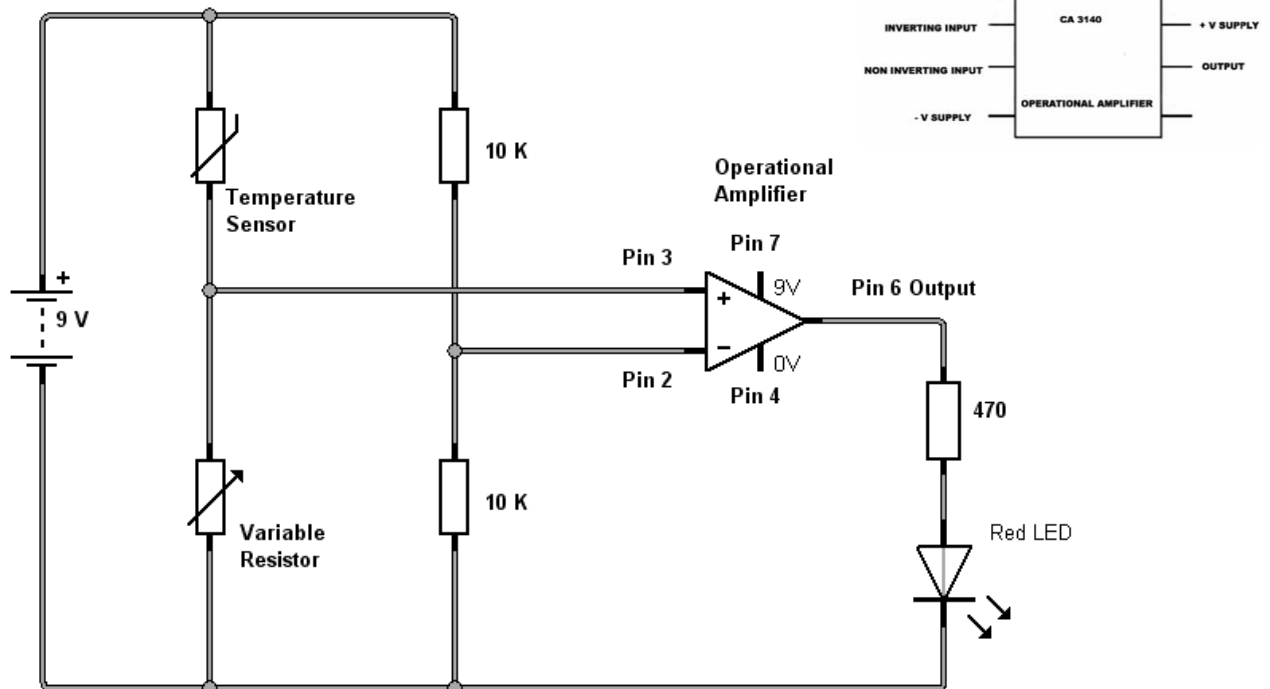 CA 3140
INVERTING INPUT
+ V SUPPLY
NON INVERTING INPUT
OUTPUT
- V SUPPLY
OPERATIONAL AMPLIFIER
10 K
Temperature
Sensor
Operational
Amplifier
Pin 3
Pin 7
+
9V
Pin 6 Output
+
9 V
−
0V
Pin 2
Pin 4
470
10 K
Variable
Resistor
Red LED